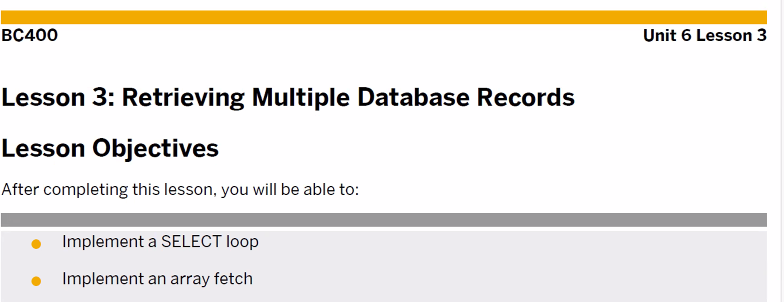 BC400
Unit 6 Lesson 3
Lesson 3: Retrieving Multiple Database Records
Lesson Objectives
After completing this lesson, you will be able to:
Implement a SELECT loop
Implement an array fetch